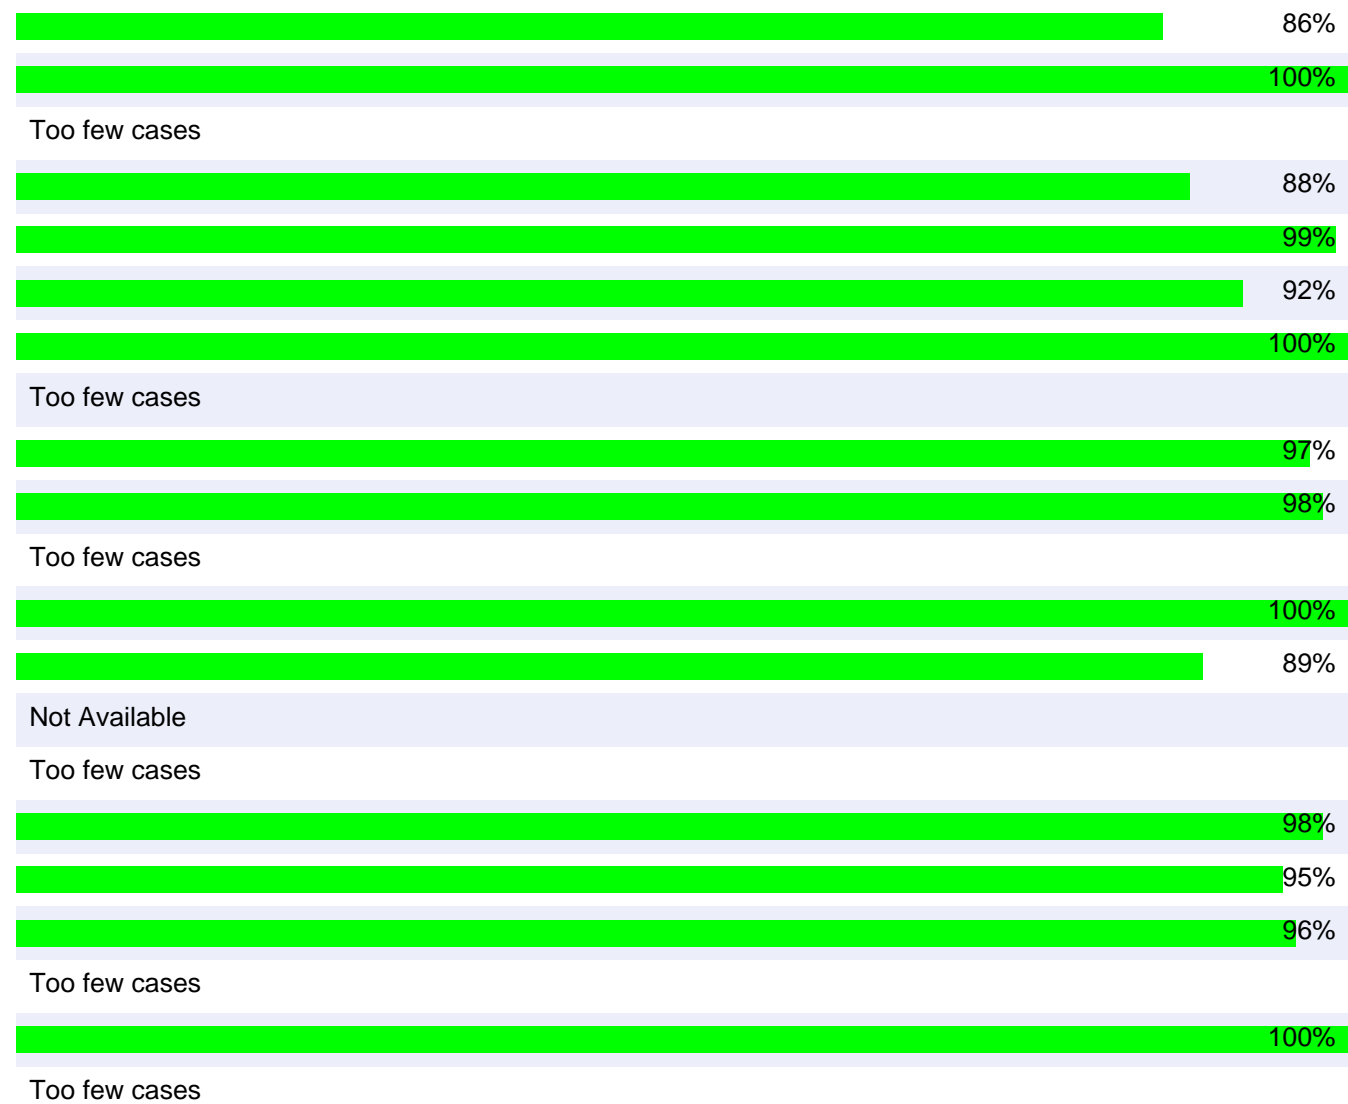 86%
100%
Too few cases
88%
99%
92%
100%
Too few cases
97%
98%
Too few cases
100%
89%
Not Available
Too few cases
98%
95%
96%
Too few cases
100%
Too few cases